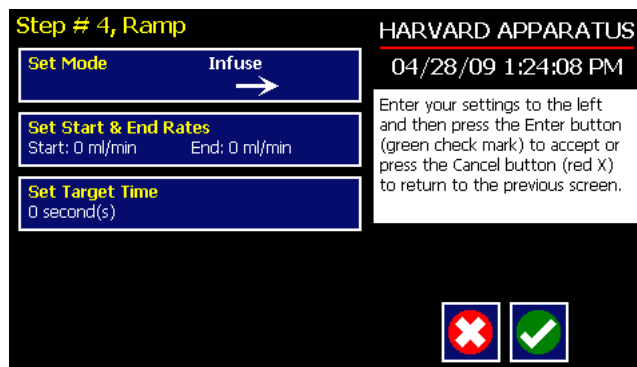 Step # 4, Ramp
Set Mode Infuse
Set Start & End Rates
Start: 0 ml/min End: 0 ml/min
Set Target Time
0 second(s)
HARVARD APPARATUS
04/28/09 1:24:08 PM
Enter your settings to the left
and then press the Enter button
(green check mark) to accept or
press the Cancel button (red X)
to return to the previous screen.